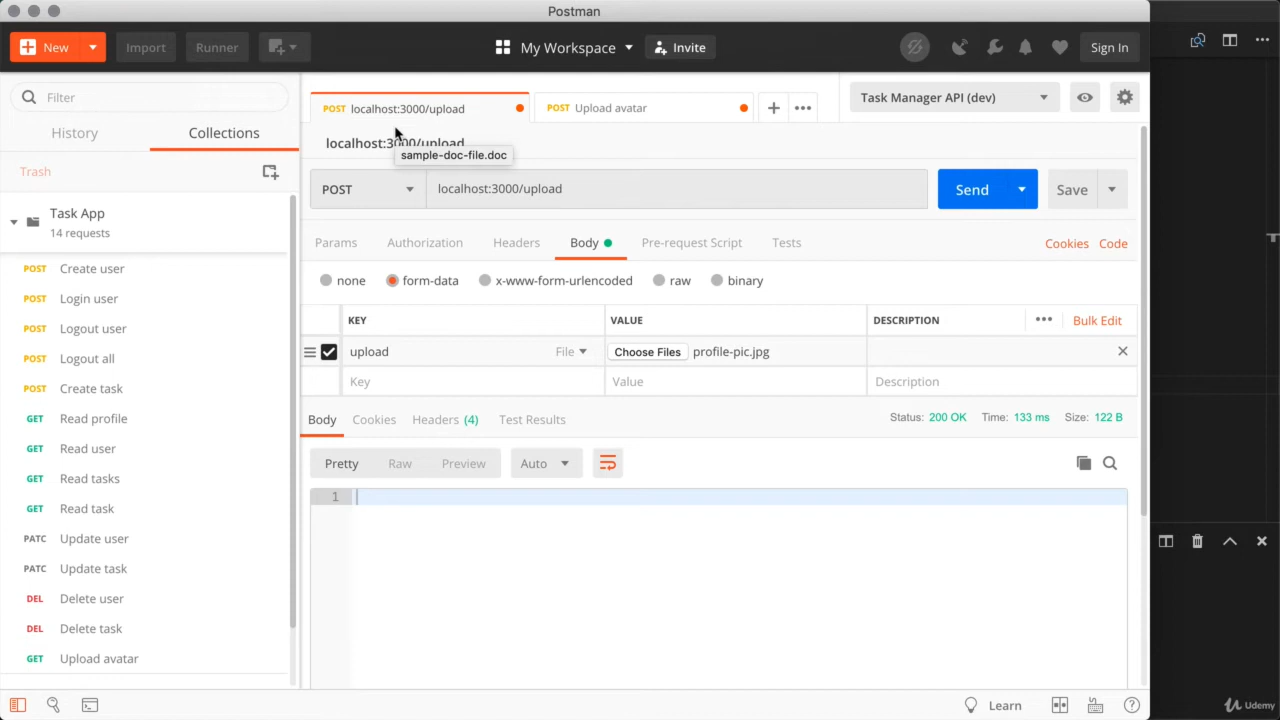 Postman
New
Import
Runner
My Workspace
Invite
Sign In
Filter
History
Collections
Trash
Task App
14 requests
POST Create user
POST Login user
POST Logout user
POST Logout all
POST Create task
GET Read profile
GET Read user
GET Read tasks
GET Read task
PATC Update user
PATC Update task
DEL Delete user
DEL Delete task
GET Upload avatar
POST localhost:3000/upload
POST Upload avatar
Task Manager API (dev)
localhost:3000/upload
sample-doc-file.doc
POST localhost:3000/upload
Send
Save
Params Authorization Headers Body Pre-request Script Tests
Cookies Code
none form-data x-www-form-urlencoded raw binary
KEY VALUE DESCRIPTION Bulk Edit
upload File Choose Files profile-pic.jpg
Key Value Description
Body Cookies Headers (4) Test Results
Status: 200 OK Time: 133 ms Size: 122 B
Pretty Raw Preview Auto
1
Learn
Udemy